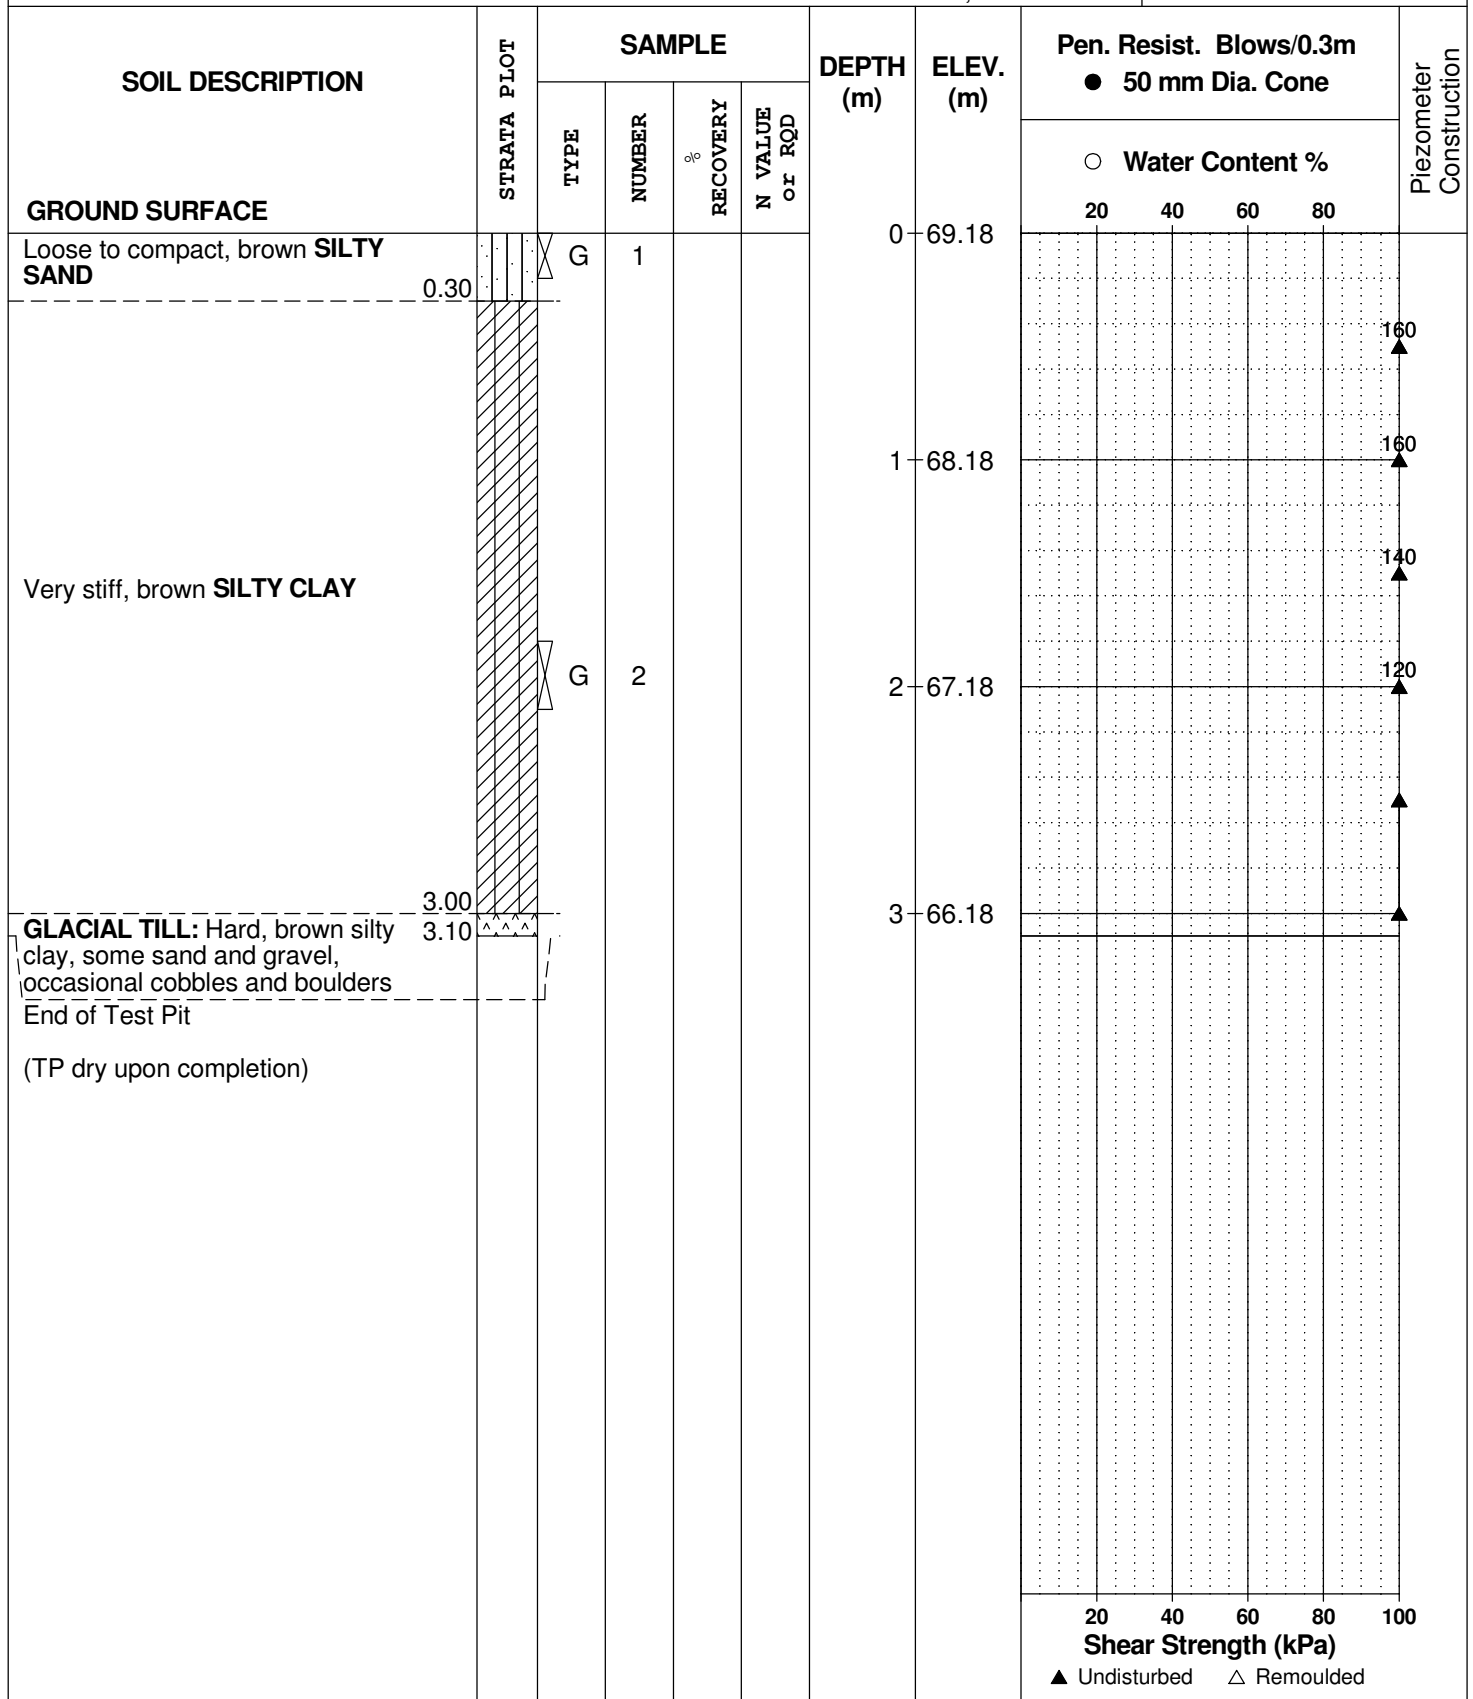 SOIL DESCRIPTION
GROUND SURFACE
STRATA PLOT
SAMPLE
TYPE
NUMBER
%
RECOVERY
N VALUE
or RQD
DEPTH
(m)
ELEV.
(m)
Pen. Resist. Blows/0.3m
● 50 mm Dia. Cone
○ Water Content %
20 40 60 80
Piezometer
Construction
Loose to compact, brown SILTY
SAND
0.30
G 1
0 69.18
160
160
1 68.18
140
Very stiff, brown SILTY CLAY
G 2
120
2 67.18
3.00
3 66.18
GLACIAL TILL: Hard, brown silty
3.10
clay, some sand and gravel,
occasional cobbles and boulders
End of Test Pit
(TP dry upon completion)
20 40 60 80 100
Shear Strength (kPa)
▲ Undisturbed △ Remoulded